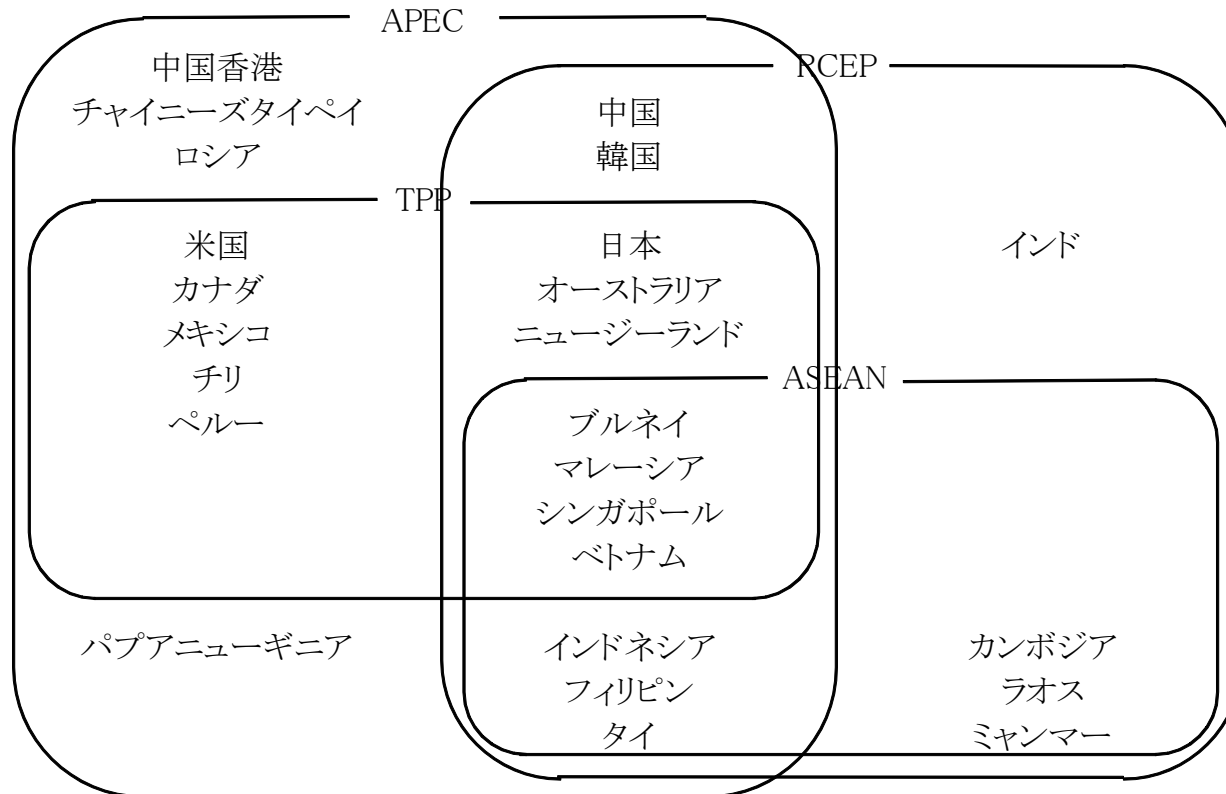 APEC
中国香港
チャイニーズタイペイ
ロシア
RCEP
中国
韓国
TPP
米国
カナダ
メキシコ
チリ
ペルー
日本
オーストラリア
ニュージーランド
インド
ASEAN
ブルネイ
マレーシア
シンガポール
ベトナム
パプアニューギニア
インドネシア
フィリピン
タイ
カンボジア
ラオス
ミャンマー